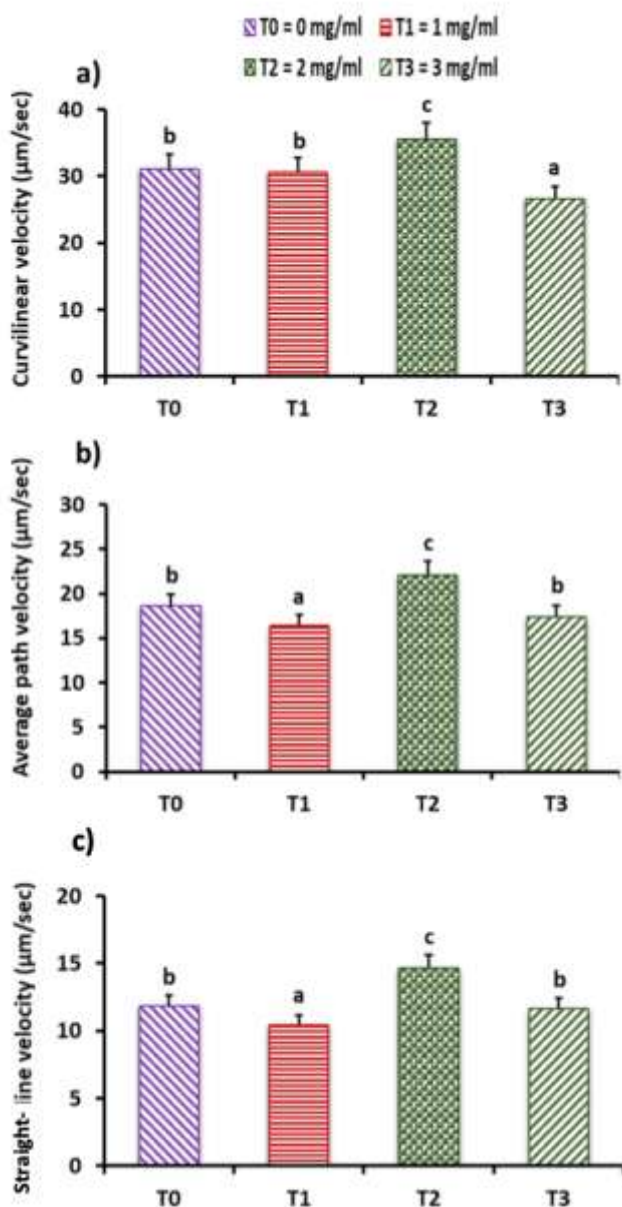 T0 = 0 mg/ml T1 = 1 mg/ml
T2 = 2 mg/ml T3 = 3 mg/ml
a)
Curvilinear velocity (µm/sec)
40
30
20
10
0
b b c a
T0 T1 T2 T3
b)
Average path velocity (µm/sec)
30
25
20
15
10
5
0
b a c b
T0 T1 T2 T3
c)
Straight- line velocity (µm/sec)
20
15
10
5
0
b a c b
T0 T1 T2 T3